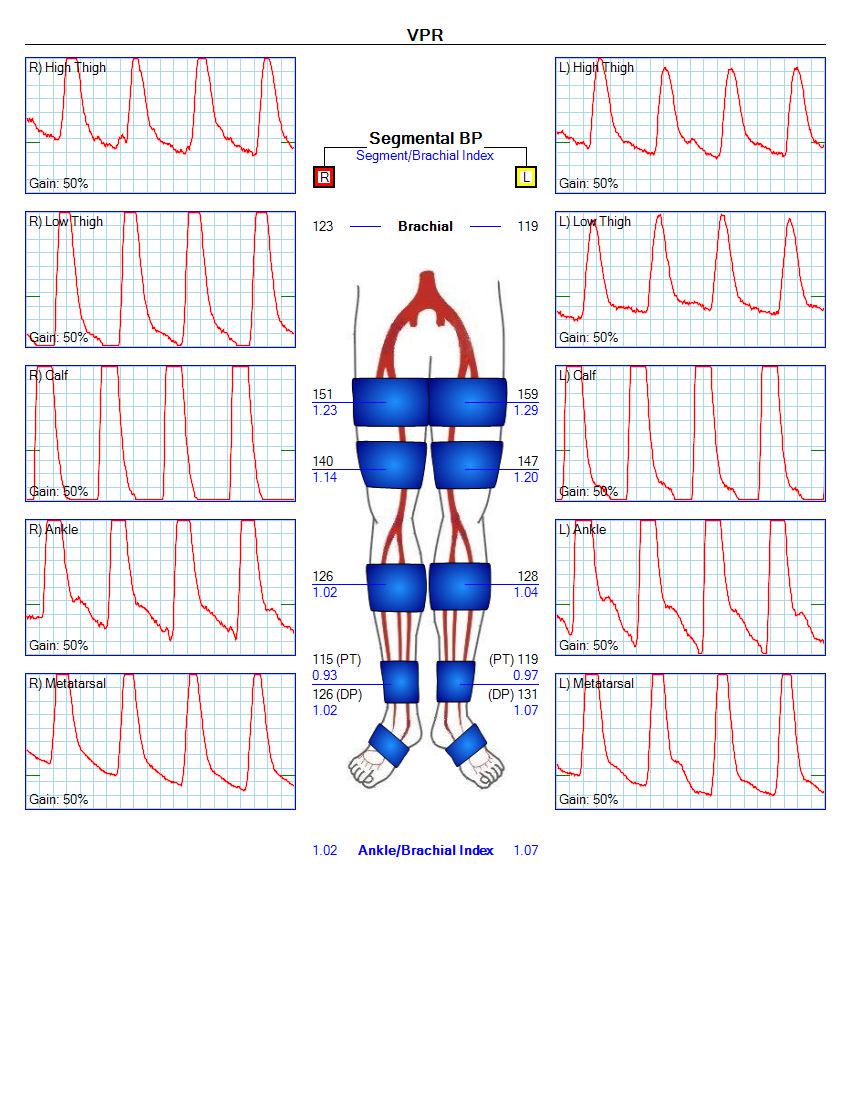 VPR
R) High Thigh
Gain: 50%
L) High Thigh
Gain: 50%
Segmental BP
Segment/Brachial Index
R
L
123 Brachial 119
R) Low Thigh
Gain: 50%
L) Low Thigh
Gain: 50%
R) Calf
Gain: 50%
151
1.23
159
1.29
L) Calf
Gain: 50%
140
1.14
147
1.20
R) Ankle
Gain: 50%
126
1.02
128
1.04
L) Ankle
Gain: 50%
R) Metatarsal
Gain: 50%
115 (PT)
0.93
126 (DP)
1.02
(PT) 119
0.97
(DP) 131
1.07
L) Metatarsal
Gain: 50%
1.02 Ankle/Brachial Index 1.07